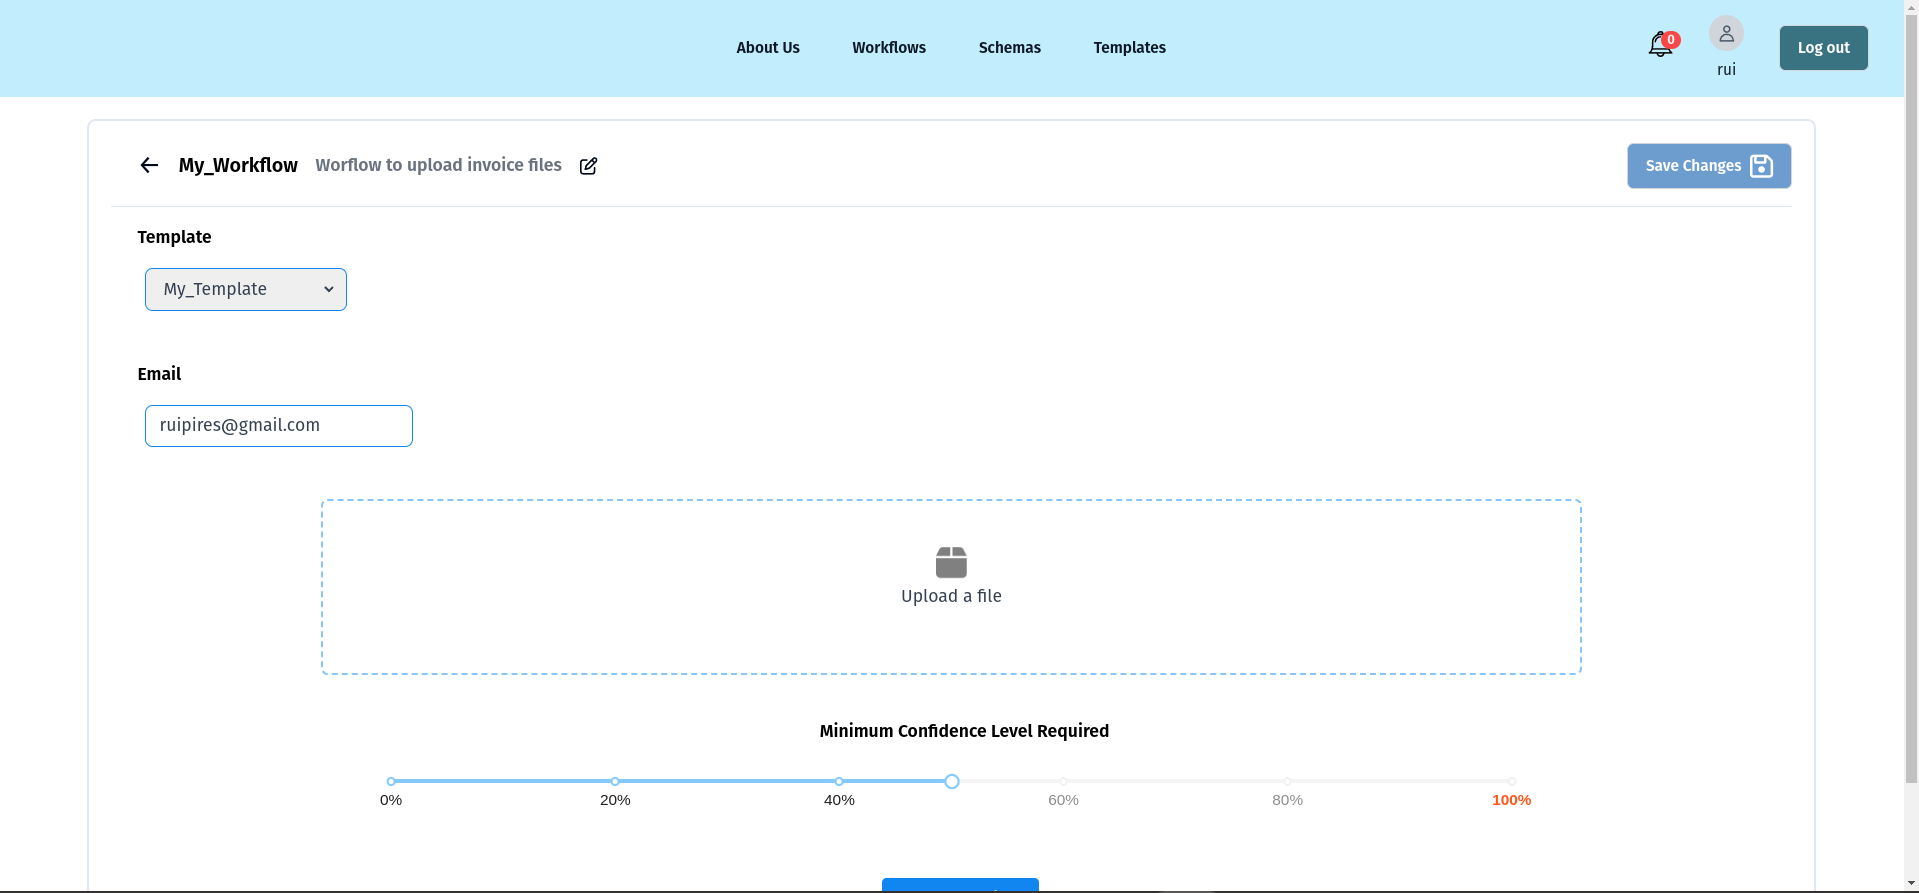 About Us Workflows Schemas Templates 0 rui Log out
My_Workflow Worflow to upload invoice files Save Changes
Template
My_Template
Email
ruipires@gmail.com
Upload a file
Minimum Confidence Level Required
0% 20% 40% 60% 80% 100%